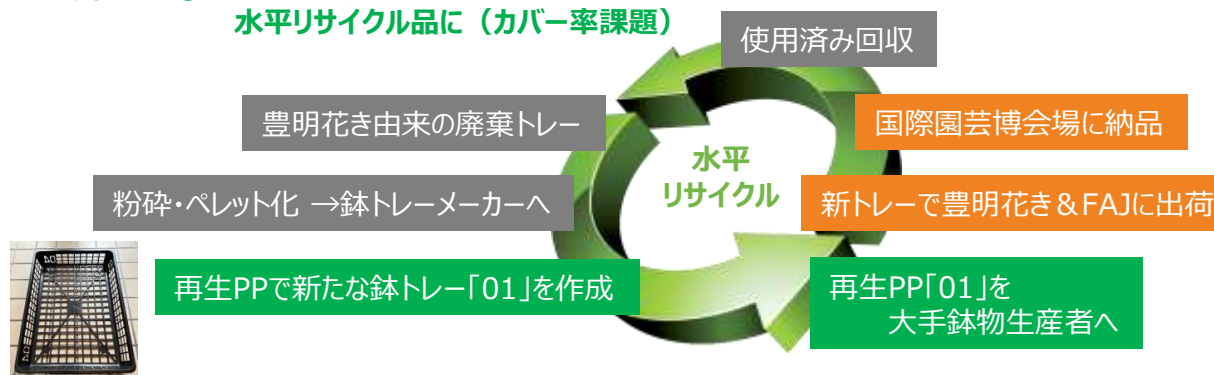 水平リサイクル品に（カバー率課題）
使用済み回収
豊明花き由来の廃棄トレー
国際園芸博会場に納品
水平
リサイクル
粉砕・ペレット化 →鉢トレーメーカーへ
新トレーで豊明花き＆FAJに出荷
再生PPで新たな鉢トレー「01」を作成
再生PP「01」を
大手鉢物生産者へ